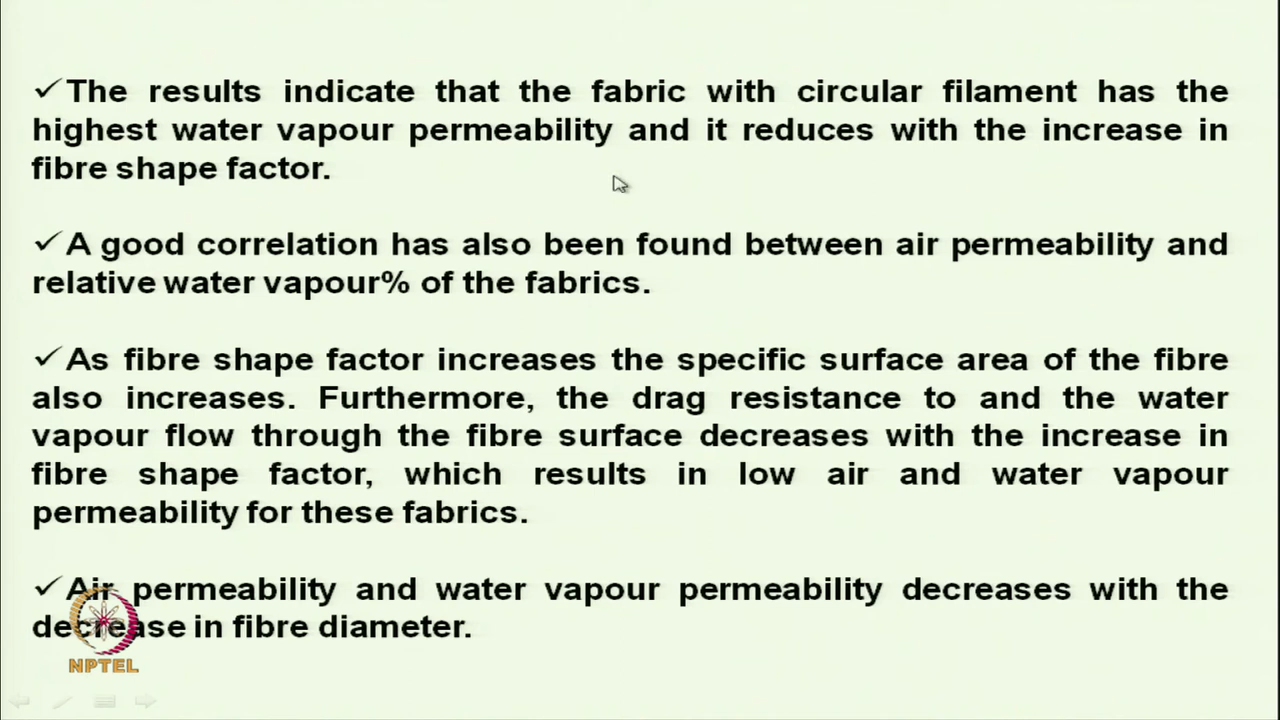 ✓The results indicate that the fabric with circular filament has the
highest water vapour permeability and it reduces with the increase in
fibre shape factor.
✓A good correlation has also been found between air permeability and
relative water vapour% of the fabrics.
✓As fibre shape factor increases the specific surface area of the fibre
also increases. Furthermore, the drag resistance to and the water
vapour flow through the fibre surface decreases with the increase in
fibre shape factor, which results in low air and water vapour
permeability for these fabrics.
✓Air permeability and water vapour permeability decreases with the
decrease in fibre diameter.
NPTEL